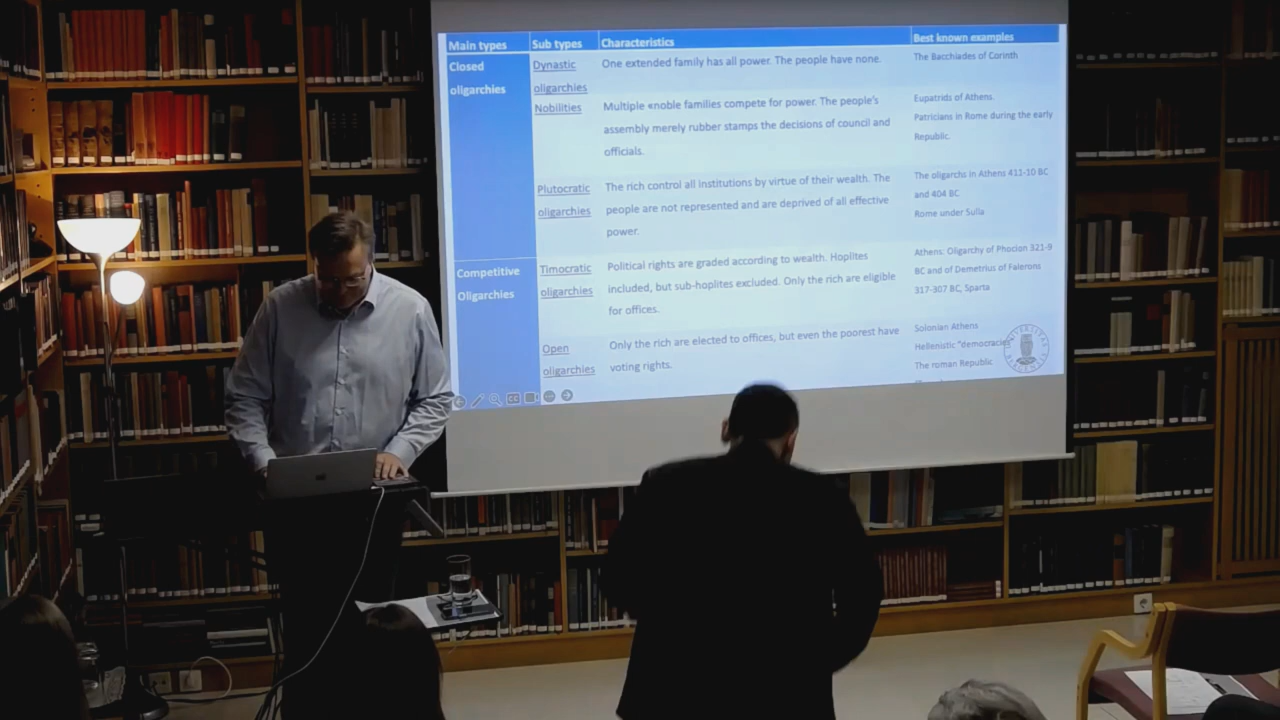 Main types Sub types Characteristics Best known examples
Closed oligarchies
Dynastic oligarchies
One extended family has all power. The people have none.
The Bacchiades of Corinth
Nobilities
Multiple «noble families compete for power. The people's
assembly merely rubber stamps the decisions of council and
officials.
Eupatrids of Athens.
Patricians in Rome during the early
Republic.
Plutocratic
oligarchies
The rich control all institutions by virtue of their wealth. The
people are not represented and are deprived of all effective
power.
The oligarchs in Athens 411-10 BC
and 404 BC
Rome under Sulla
Competitive
Oligarchies
Timocratic
oligarchies
Political rights are graded according to wealth. Hoplites
included, but sub-hoplites excluded. Only the rich are eligible
for offices.
Athens: Oligarchy of Phocion 321-9
BC and of Demetrius of Falerons
317-307 BC, Sparta
Open
oligarchies
Only the rich are elected to offices, but even the poorest have
voting rights.
Solonian Athens
Hellenistic "democracies
The roman Republic
CC